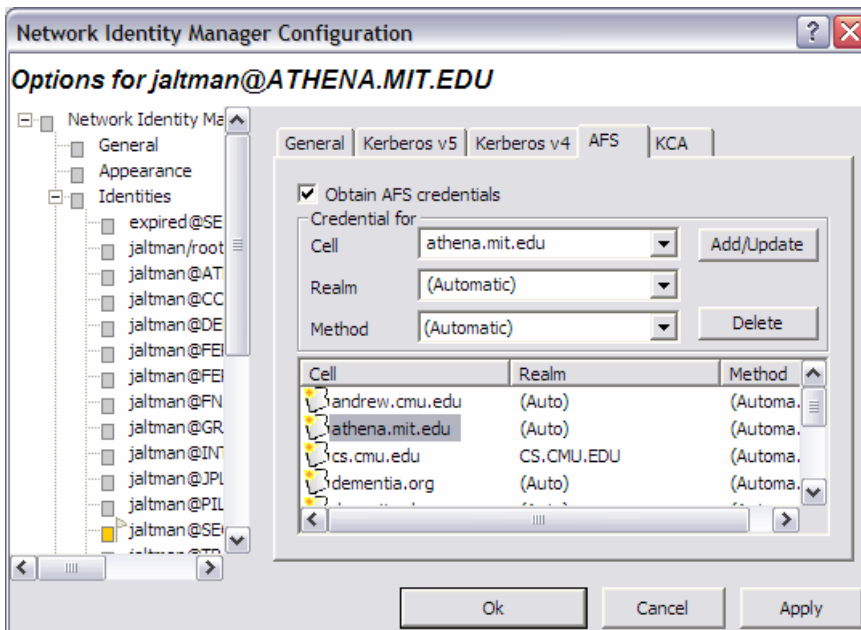 Network Identity Manager Configuration
Options for jaltman@ATHENA.MIT.EDU
Network Identity Ma
General
Appearance
Identities
expired@SE
jaltman/root
jaltman@AT
jaltman@CC
jaltman@DE
jaltman@FEI
jaltman@FEI
jaltman@FN
jaltman@GR
jaltman@INT
jaltman@JPL
jaltman@PIL
jaltman@SEC
General Kerberos v5 Kerberos v4 AFS KCA
Obtain AFS credentials
Credential for
Cell athena.mit.edu Add/Update
Realm (Automatic)
Method (Automatic) Delete
Cell Realm Method
andrew.cmu.edu (Auto) (Automa.
athena.mit.edu (Auto) (Automa.
cs.cmu.edu CS.CMU.EDU (Automa.
dementia.org (Auto) (Automa.
Ok Cancel Apply